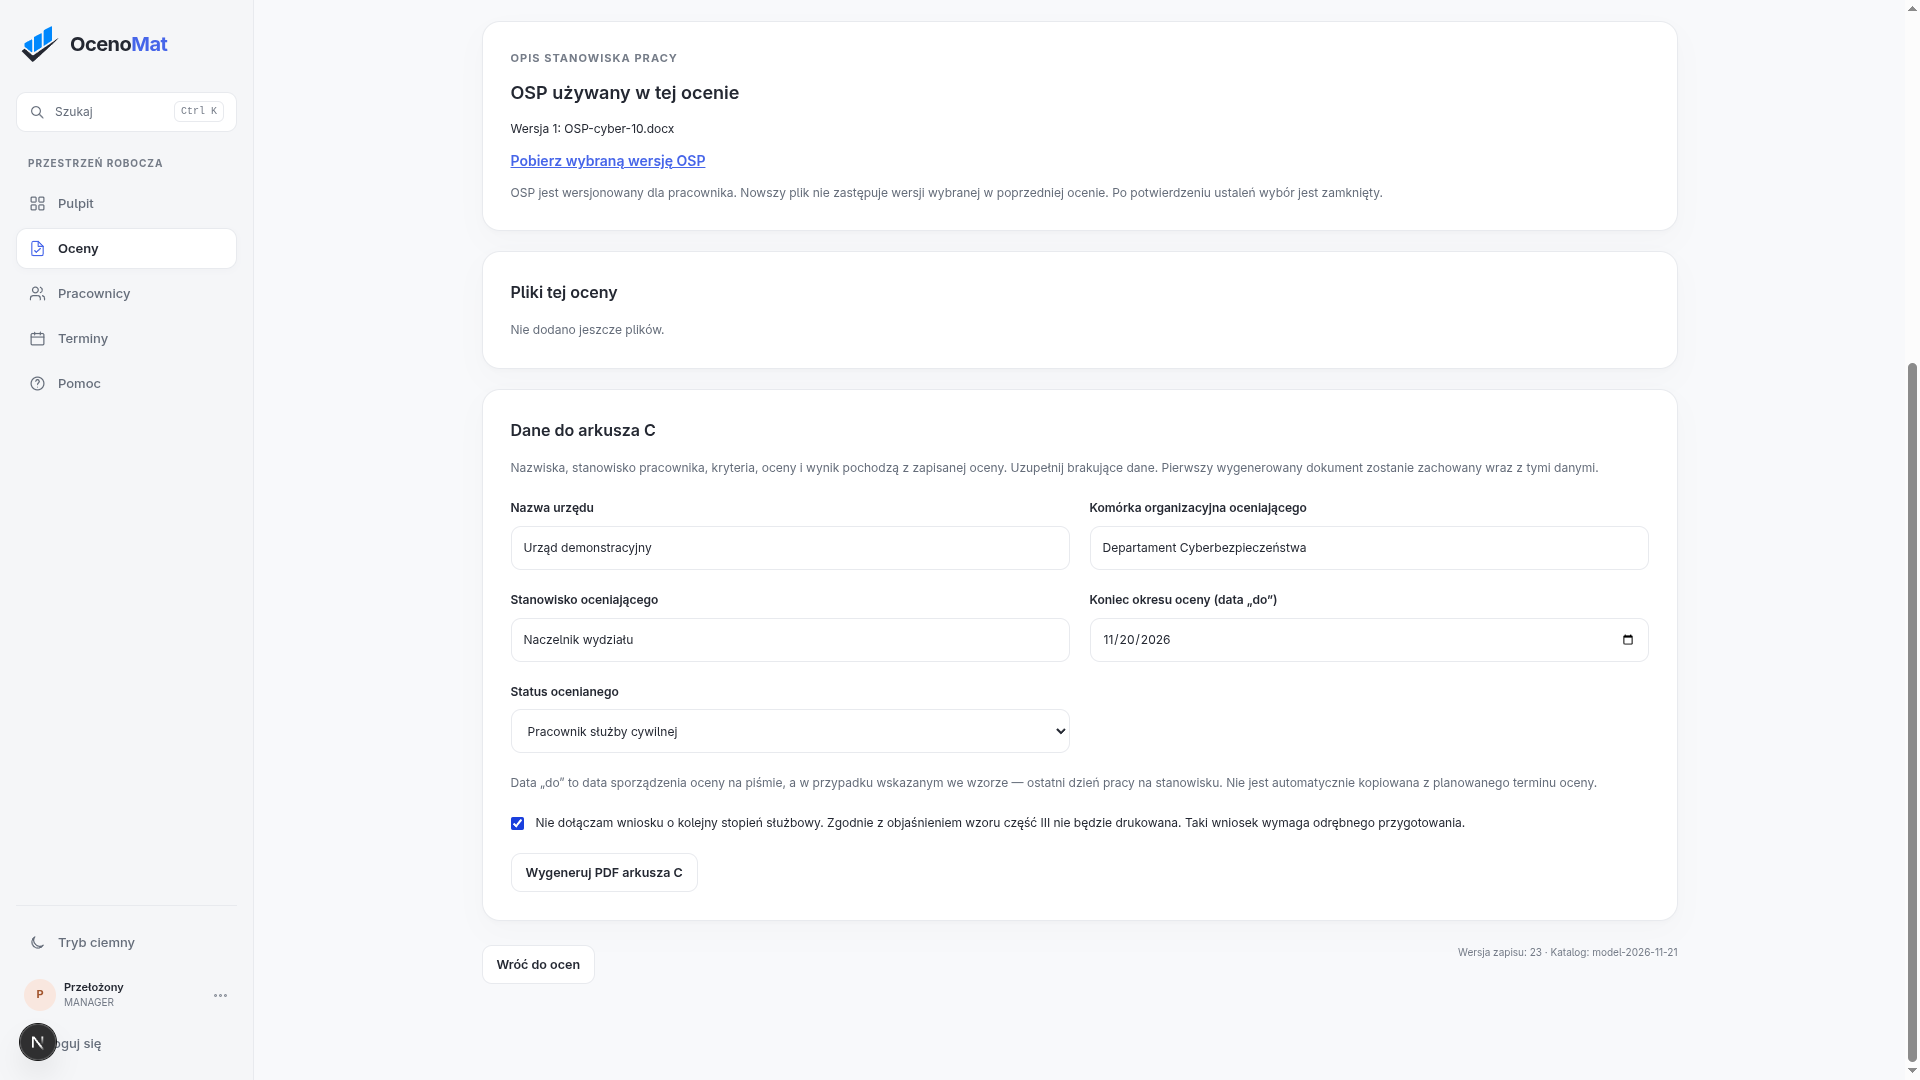 OcenoMat
Szukaj
Ctrl K
PRZESTRZEŃ ROBOCZA
Pulpit
Oceny
Pracownicy
Terminy
Pomoc
Tryb ciemny
P
Przełożony
MANAGER
N
oguj się
OPIS STANOWISKA PRACY
OSP używany w tej ocenie
Wersja 1: OSP-cyber-10.docx
Pobierz wybraną wersję OSP
OSP jest wersjonowany dla pracownika. Nowszy plik nie zastępuje wersji wybranej w poprzedniej ocenie. Po potwierdzeniu ustaleń wybór jest zamknięty.
Pliki tej oceny
Nie dodano jeszcze plików.
Dane do arkusza C
Nazwiska, stanowisko pracownika, kryteria, oceny i wynik pochodzą z zapisanej oceny. Uzupełnij brakujące dane. Pierwszy wygenerowany dokument zostanie zachowany wraz z tymi danymi.
Nazwa urzędu
Urząd demonstracyjny
Komórka organizacyjna oceniającego
Departament Cyberbezpieczeństwa
Stanowisko oceniającego
Naczelnik wydziału
Koniec okresu oceny (data „do”)
11/20/2026
Status ocenianego
Pracownik służby cywilnej
Data „do” to data sporządzenia oceny na piśmie, a w przypadku wskazanym we wzorze — ostatni dzień pracy na stanowisku. Nie jest automatycznie kopiowana z planowanego terminu oceny.
Nie dołączam wniosku o kolejny stopień służbowy. Zgodnie z objaśnieniem wzoru część III nie będzie drukowana. Taki wniosek wymaga odrębnego przygotowania.
Wygeneruj PDF arkusza C
Wróć do ocen
Wersja zapisu: 23 · Katalog: model-2026-11-21